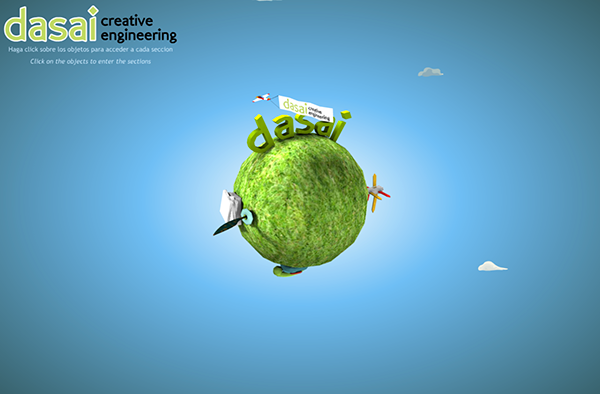 dasai creative
engineering
Haga click sobre los objetos para acceder a cada seccion
Click on the objects to enter the sections
dasai creative
engineering
dasai